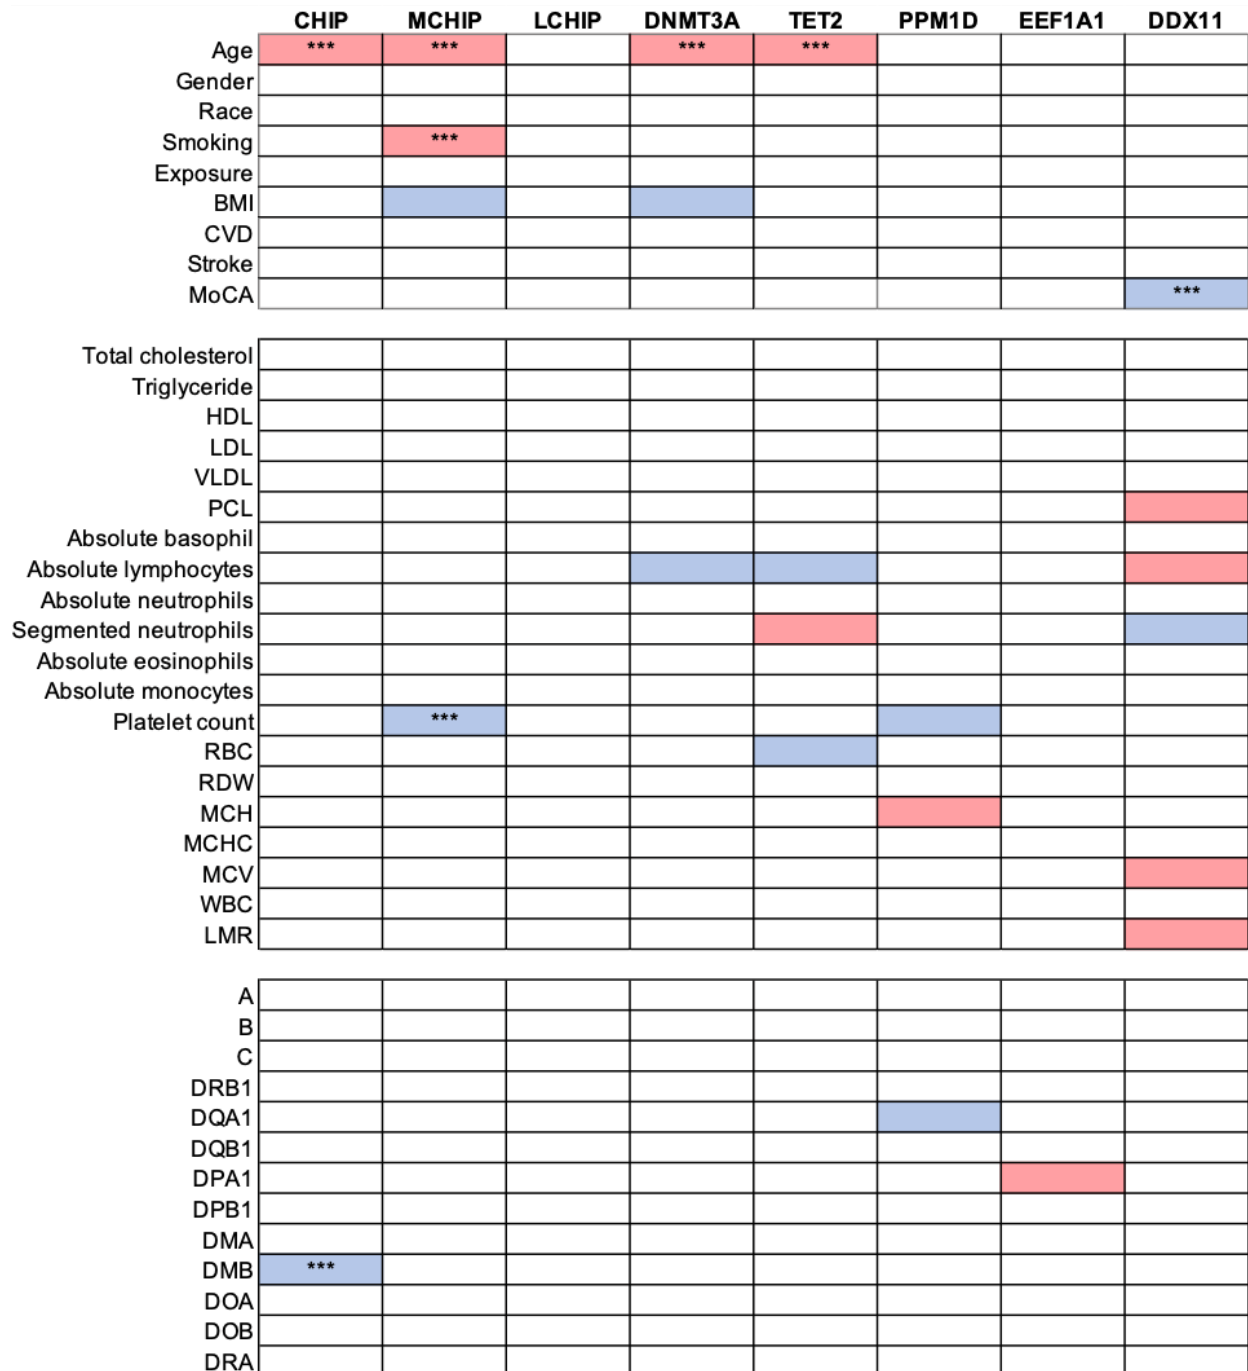 CHIP MCHIP LCHIP DNMT3A TET2 PPM1D EEF1A1 DDX11
Age *** *** *** ***
Gender
Race
Smoking ***
Exposure
BMI
CVD
Stroke
MoCA ***
Total cholesterol
Triglyceride
HDL
LDL
VLDL
PCL
Absolute basophil
Absolute lymphocytes
Absolute neutrophils
Segmented neutrophils
Absolute eosinophils
Absolute monocytes
Platelet count ***
RBC
RDW
MCH
MCHC
MCV
WBC
LMR
A
B
C
DRB1
DQA1
DQB1
DPA1
DPB1
DMA
DMB ***
DOA
DOB
DRA